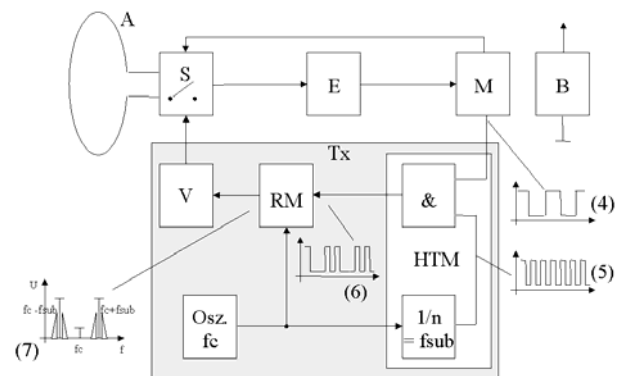 A
S
E
M
B
Tx
V
RM
&
HTM
(4)
(5)
(6)
U
fc -fsub
fc+fsub
fc
f
(7)
Osz.
fc
1/n
= fsub